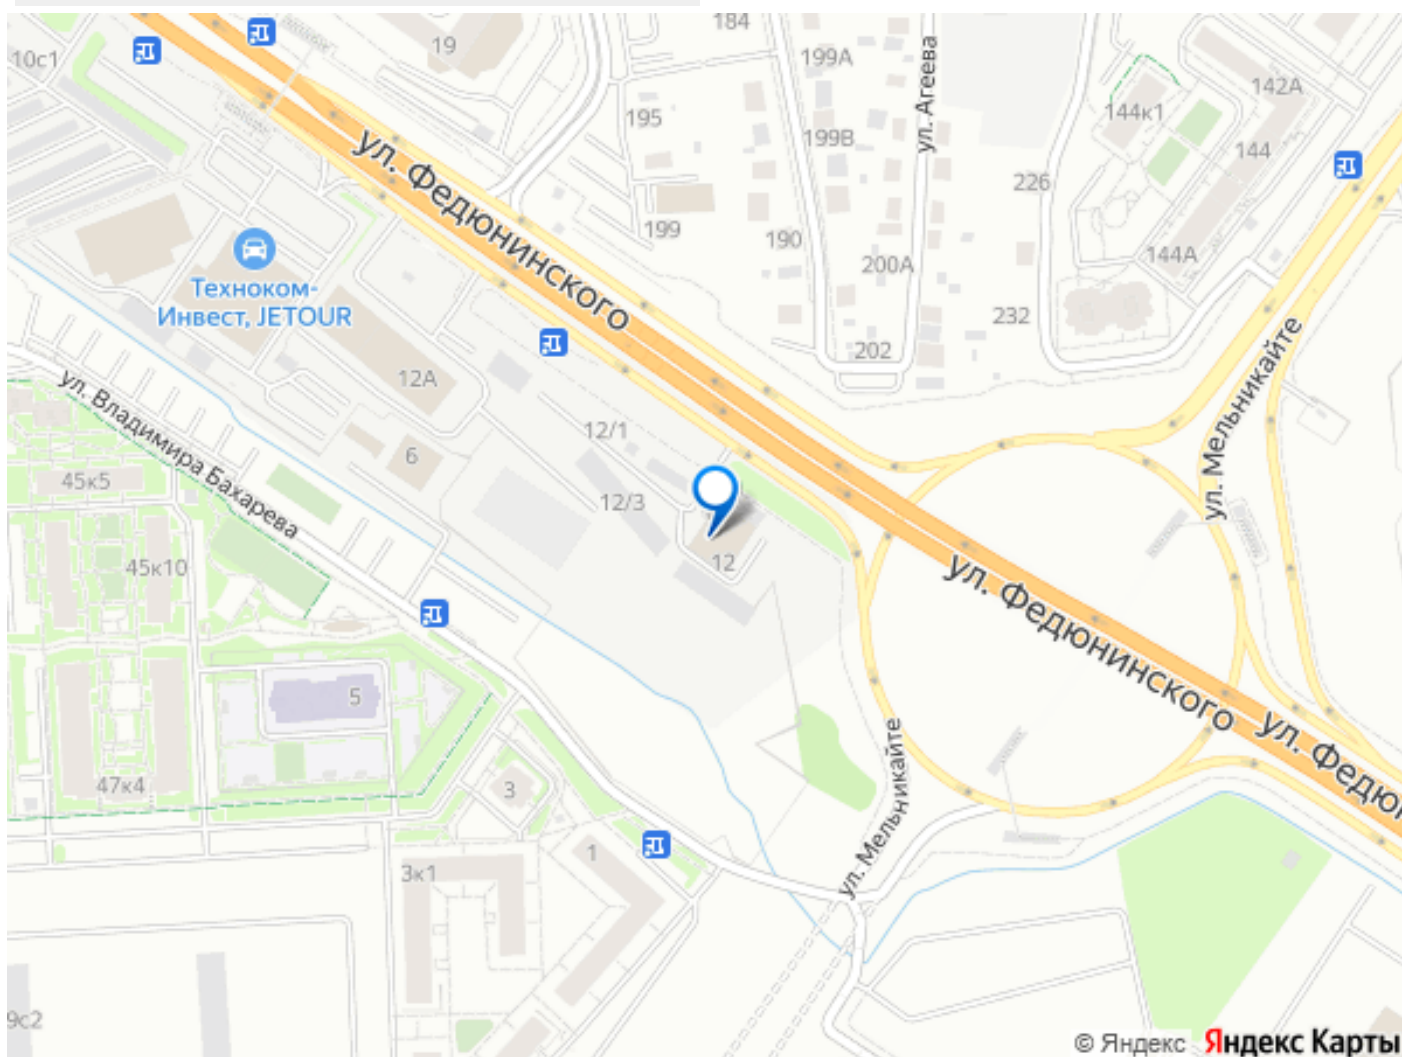 184
19
10с1
199А
ул. Агеева
142А
144к1
195
199В
144
ул. Федюнинского
226
199
190
144А
200А
Техноком-
Инвест, JETOUR
232
202
ул. Мельникайте
12А
ул. Владимира Бахарева
12/1
6
45к5
12/3
12
45к10
ул. Федюнинского
5
ул. Федюн
ул. Мельникайте
47к4
3
1
3к1
9с2
© Яндекс Яндекс Карты